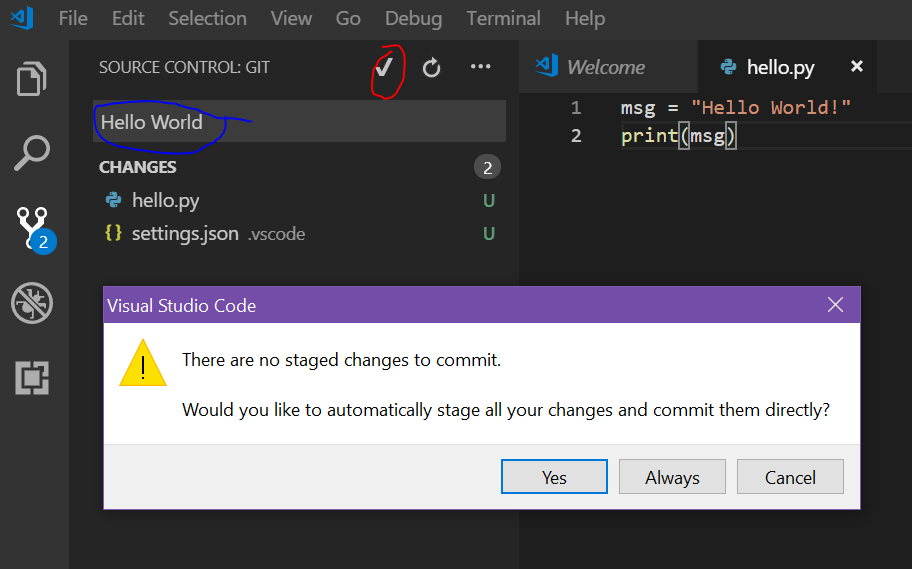 File Edit Selection View Go Debug Terminal Help
SOURCE CONTROL: GIT
Welcome
hello.py
Hello World
CHANGES 2
hello.py U
settings.json .vscode U
2
1 msg = "Hello World!"
2 print(msg)
Visual Studio Code
There are no staged changes to commit.
Would you like to automatically stage all your changes and commit them directly?
Yes Always Cancel